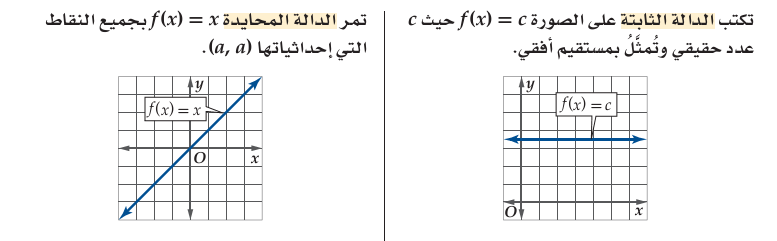 تكتب الدالة الثابتة على الصورة f(x) = c حيث c
عدد حقيقي وتُمثَّلُ بمستقيم أفقي.
y
f(x) = c
O
x
تمر الدالة المحايدة f(x) = x بجميع النقاط
التي إحداثياتها (a, a).
y
f(x) = x
O
x